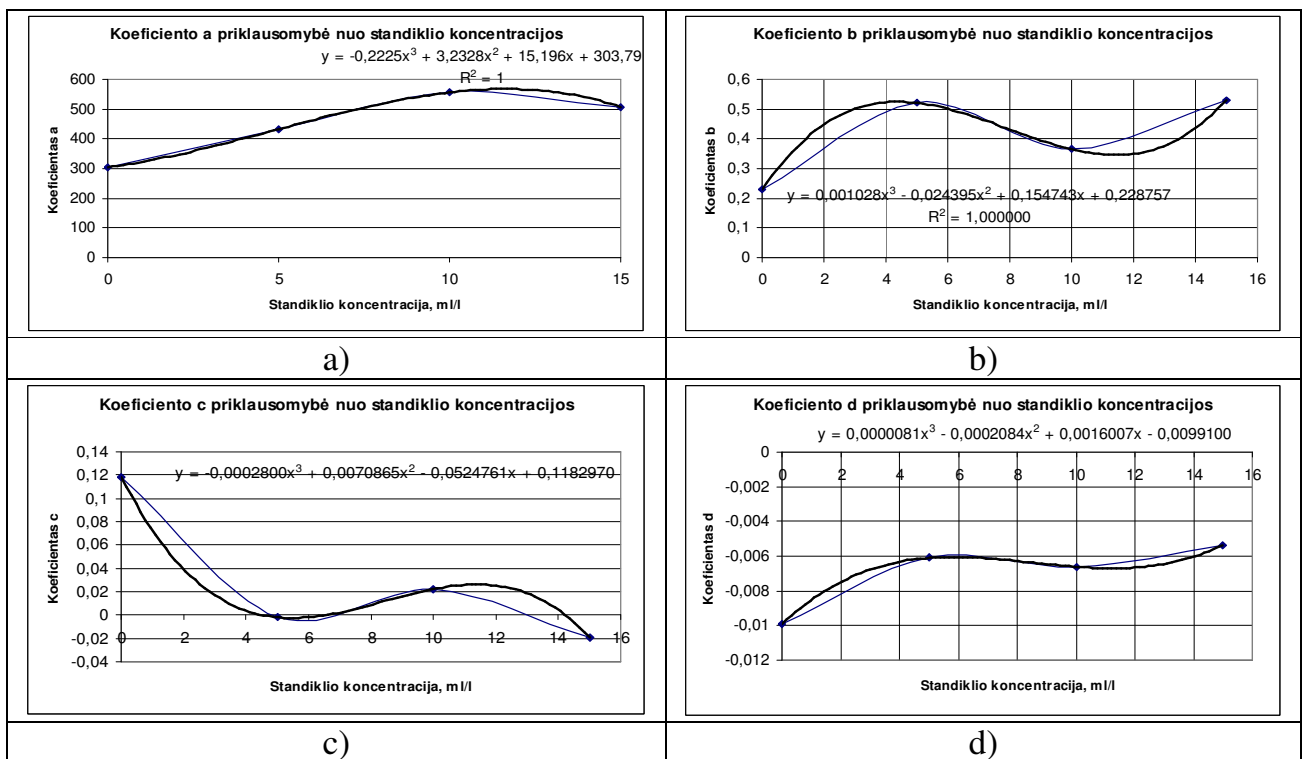 Koeficiento a priklausomybė nuo standiklio koncentracijos
y = -0,2225x³ + 3,2328x² + 15,196x + 303,79
R² = 1
600
500
400
300
200
100
0
Koeficientas a
0 5 10 15
Standiklio koncentracija, ml/l
a)
Koeficiento b priklausomybė nuo standiklio koncentracijos
0,6
0,5
0,4
0,3
0,2
0,1
0
Koeficientas b
y = 0,001028x³ - 0,024395x² + 0,154743x + 0,228757
R² = 1,000000
0 2 4 6 8 10 12 14 16
Standiklio koncentracija, ml/l
b)
Koeficiento c priklausomybė nuo standiklio koncentracijos
y = -0,0002800x³ + 0,0070865x² - 0,0524761x + 0,1182970
0,14
0,12
0,1
0,08
0,06
0,04
0,02
0
-0,02
-0,04
Koeficientas c
0 2 4 6 8 10 12 14 16
Standiklio koncentracija, ml/l
c)
Koeficiento d priklausomybė nuo standiklio koncentracijos
y = 0,0000081x³ - 0,0002084x² + 0,0016007x - 0,0099100
0
-0,002
-0,004
-0,006
-0,008
-0,01
-0,012
Koeficientas d
0 2 4 6 8 10 12 14 16
Standiklio koncentracija, ml/l
d)